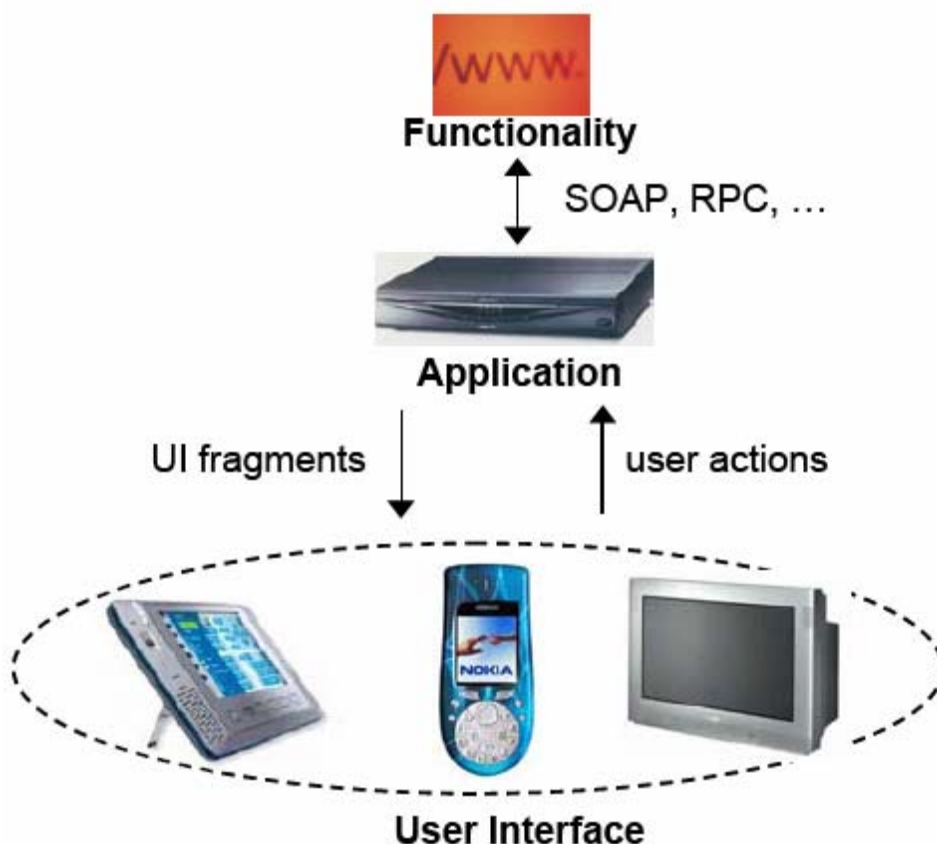 /www.
Functionality
SOAP, RPC, ...
Application
UI fragments
user actions
NOKIA
User Interface